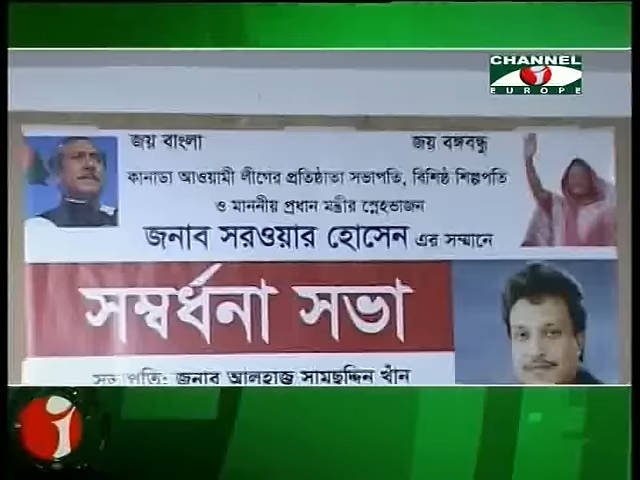 CHANNEL
i
EUROPE
জয় বাংলা
জয় বঙ্গবন্ধু
কানাডা আওয়ামী লীগের প্রতিষ্ঠাতা সভাপতি, বিশিষ্ঠ শিল্পপতি
ও মাননীয় প্রধান মন্ত্রীর স্নেহভাজন
জনাব সরওয়ার হোসেন এর সম্মানে
সম্বর্ধনা সভা
সভাপতি: জনাব আলহাজ্ব সামছুদ্দিন খাঁন
i